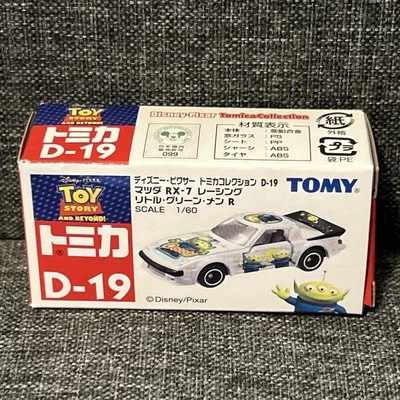 TOY
STORY
AND BEYOND!
トミカ
D-19
Disney・Pixar Tomica Collection
材質表示
本体 : 亜鉛合金
窓ガラス : PS
シート : PP
シャーシ : ABS
タイヤ : ABS
099
紙
外箱
プラ
袋PE
DISNEY・PIXAR
TOY
STORY
AND BEYOND!
トミカ
D-19
ディズニー・ピクサー トミカコレクション D-19
マツダ RX-7 レーシング
リトル・グリーン・メン R
SCALE 1/60
TOMY
©Disney/Pixar